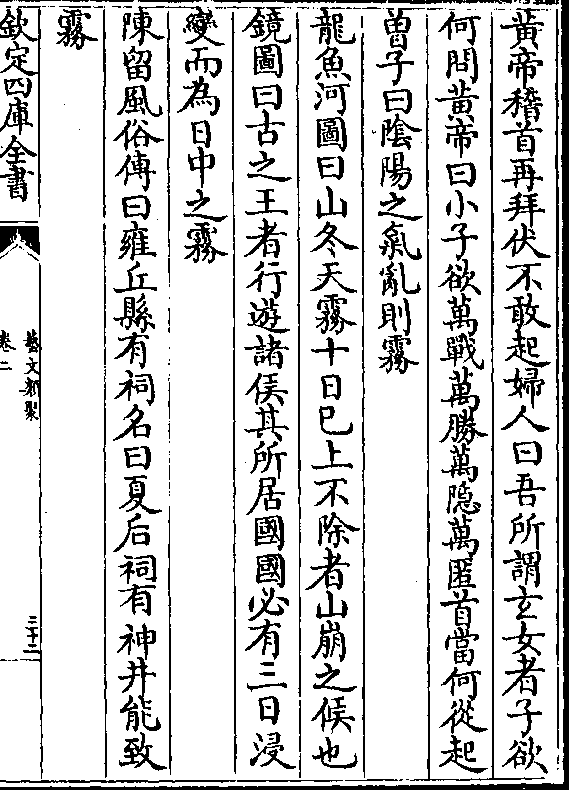 黃帝稽首再拜伏不敢起婦人曰吾所謂玄女者子欲
何問黃帝曰小子欲萬戰萬勝萬隐萬匿首當何從起
曾子曰陰陽之氣亂則霧
龍魚河圖曰山冬天霧十日已上不除者山崩之候也
鏡圖曰古之王者行遊諸侯其所居國國必有三日浸
變而為日中之霧
陳留風俗傳曰雍丘縣有祠名曰夏后祠有神井能致
霧
欽定四庫全書
藝文類聚
卷二
三十二